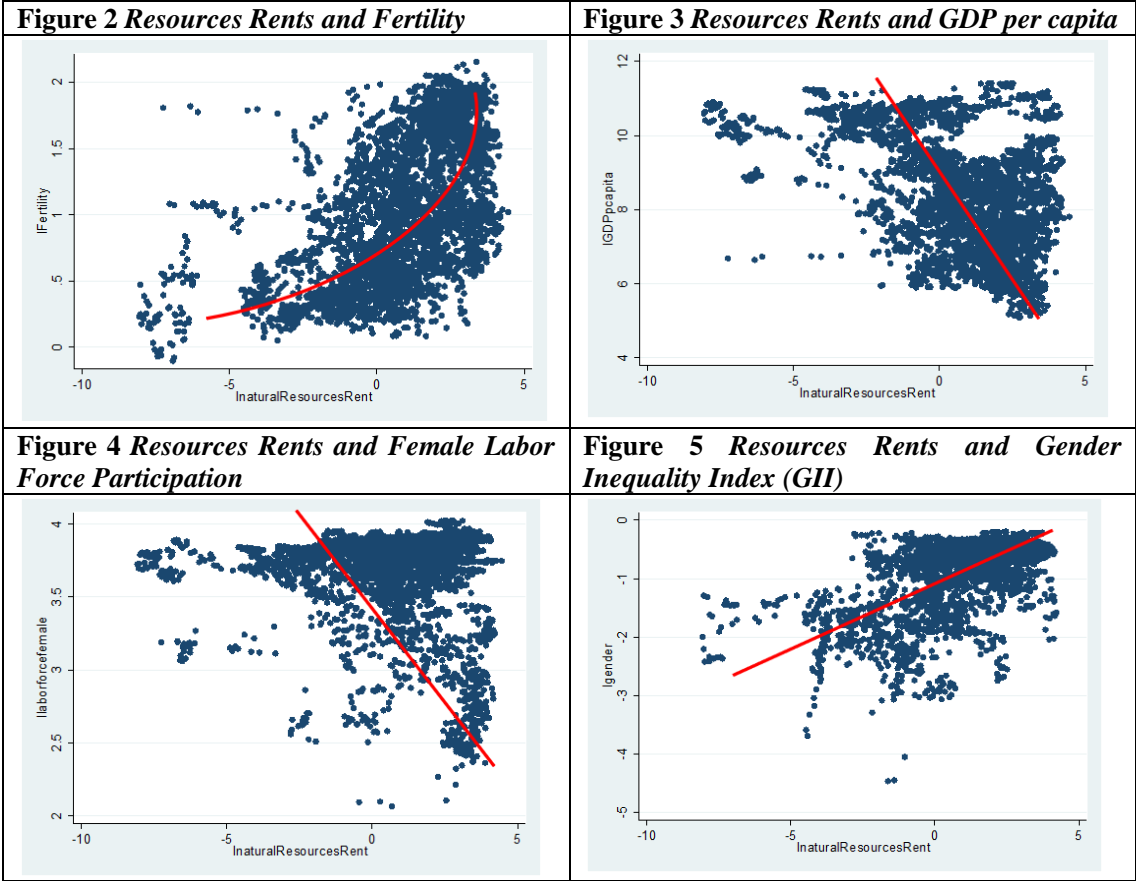 Figure 2 Resources Rents and Fertility
Figure 3 Resources Rents and GDP per capita
2
1.5
1
.5
0
lFertility
-10 -5 0 5
lnaturalResourcesRent
12
10
8
6
4
lGDPpcapita
-10 -5 0 5
lnaturalResourcesRent
Figure 4 Resources Rents and Female Labor
Force Participation
Figure 5 Resources Rents and Gender
Inequality Index (GII)
4
3.5
3
2.5
2
llaborforcefemale
-10 -5 0 5
lnaturalResourcesRent
0
-1
-2
-3
-4
-5
lgender
-10 -5 0 5
lnaturalResourcesRent